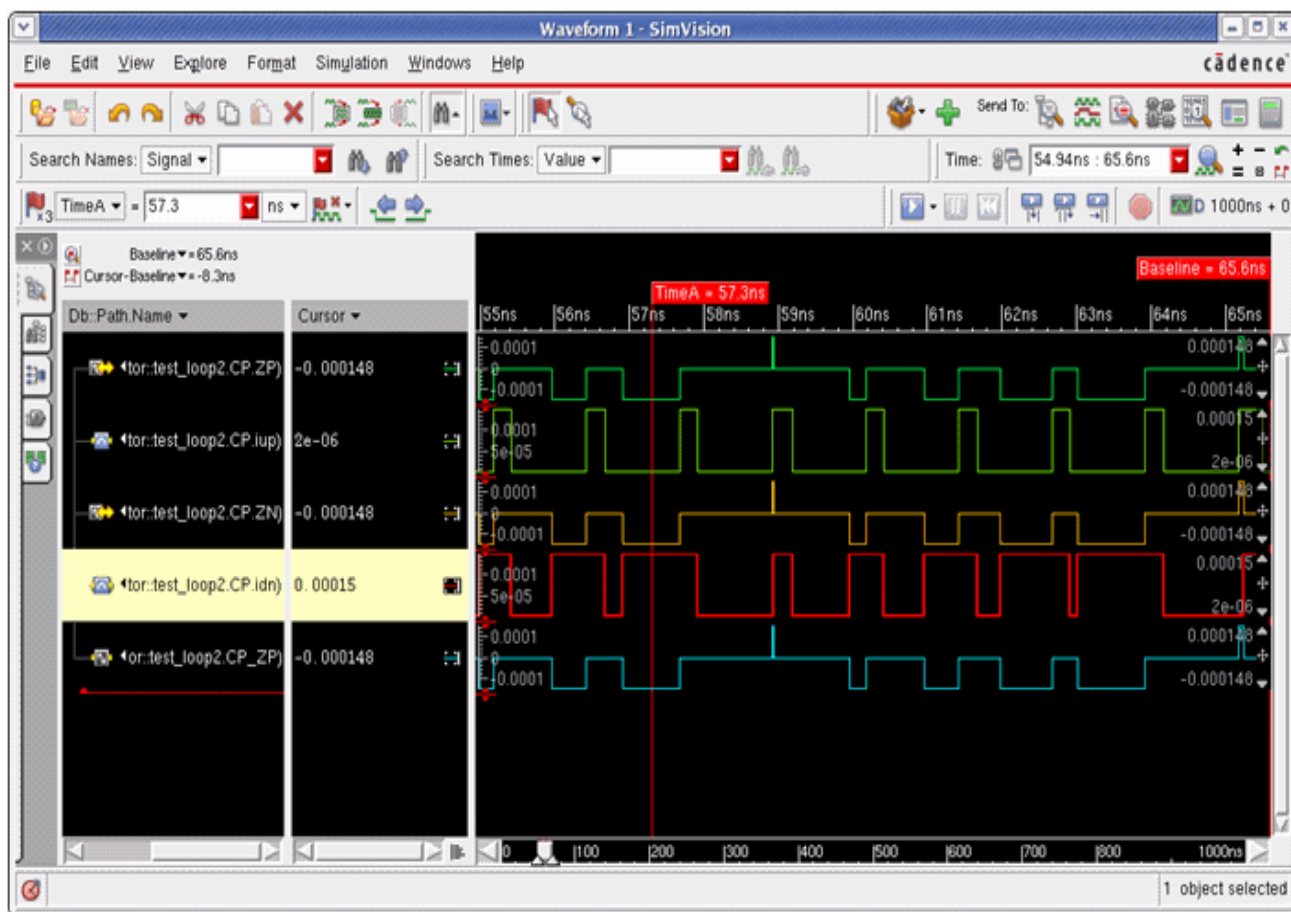 Waveform 1 - SimVision
File Edit View Explore Format Simulation Windows Help cādence
Send To:
Search Names: Signal Search Times: Value Time: 54.94ns : 65.6ns
x3 TimeA = 57.3 ns D 1000ns + 0
Baseline = 65.6ns
Cursor-Baseline = -8.3ns
Baseline = 65.6ns
TimeA = 57.3ns
Db::Path.Name Cursor 55ns 56ns 57ns 58ns 59ns 60ns 61ns 62ns 63ns 64ns 65ns
0.0001 0.000148
tor::test_loop2.CP.ZP) -0.000148 0
-0.0001 -0.000148
0.0001 0.00015
tor::test_loop2.CP.iup) 2e-06
5e-05 2e-06
0.0001 0.000148
tor::test_loop2.CP.ZN) -0.000148 0
-0.0001 -0.000148
0.0001 0.00015
tor::test_loop2.CP.idn) 0.00015
5e-05 2e-06
0.0001 0.000148
or::test_loop2.CP_ZP) -0.000148 0
-0.0001 -0.000148
0 100 200 300 400 500 600 700 800 1000ns
1 object selected